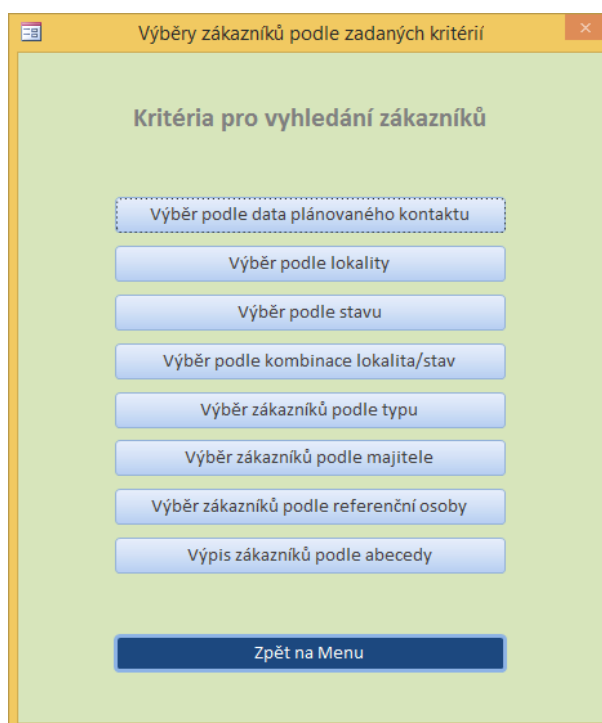 Výběry zákazníků podle zadaných kritérií
Kritéria pro vyhledání zákazníků
Výběr podle data plánovaného kontaktu
Výběr podle lokality
Výběr podle stavu
Výběr podle kombinace lokalita/stav
Výběr zákazníků podle typu
Výběr zákazníků podle majitele
Výběr zákazníků podle referenční osoby
Výpis zákazníků podle abecedy
Zpět na Menu